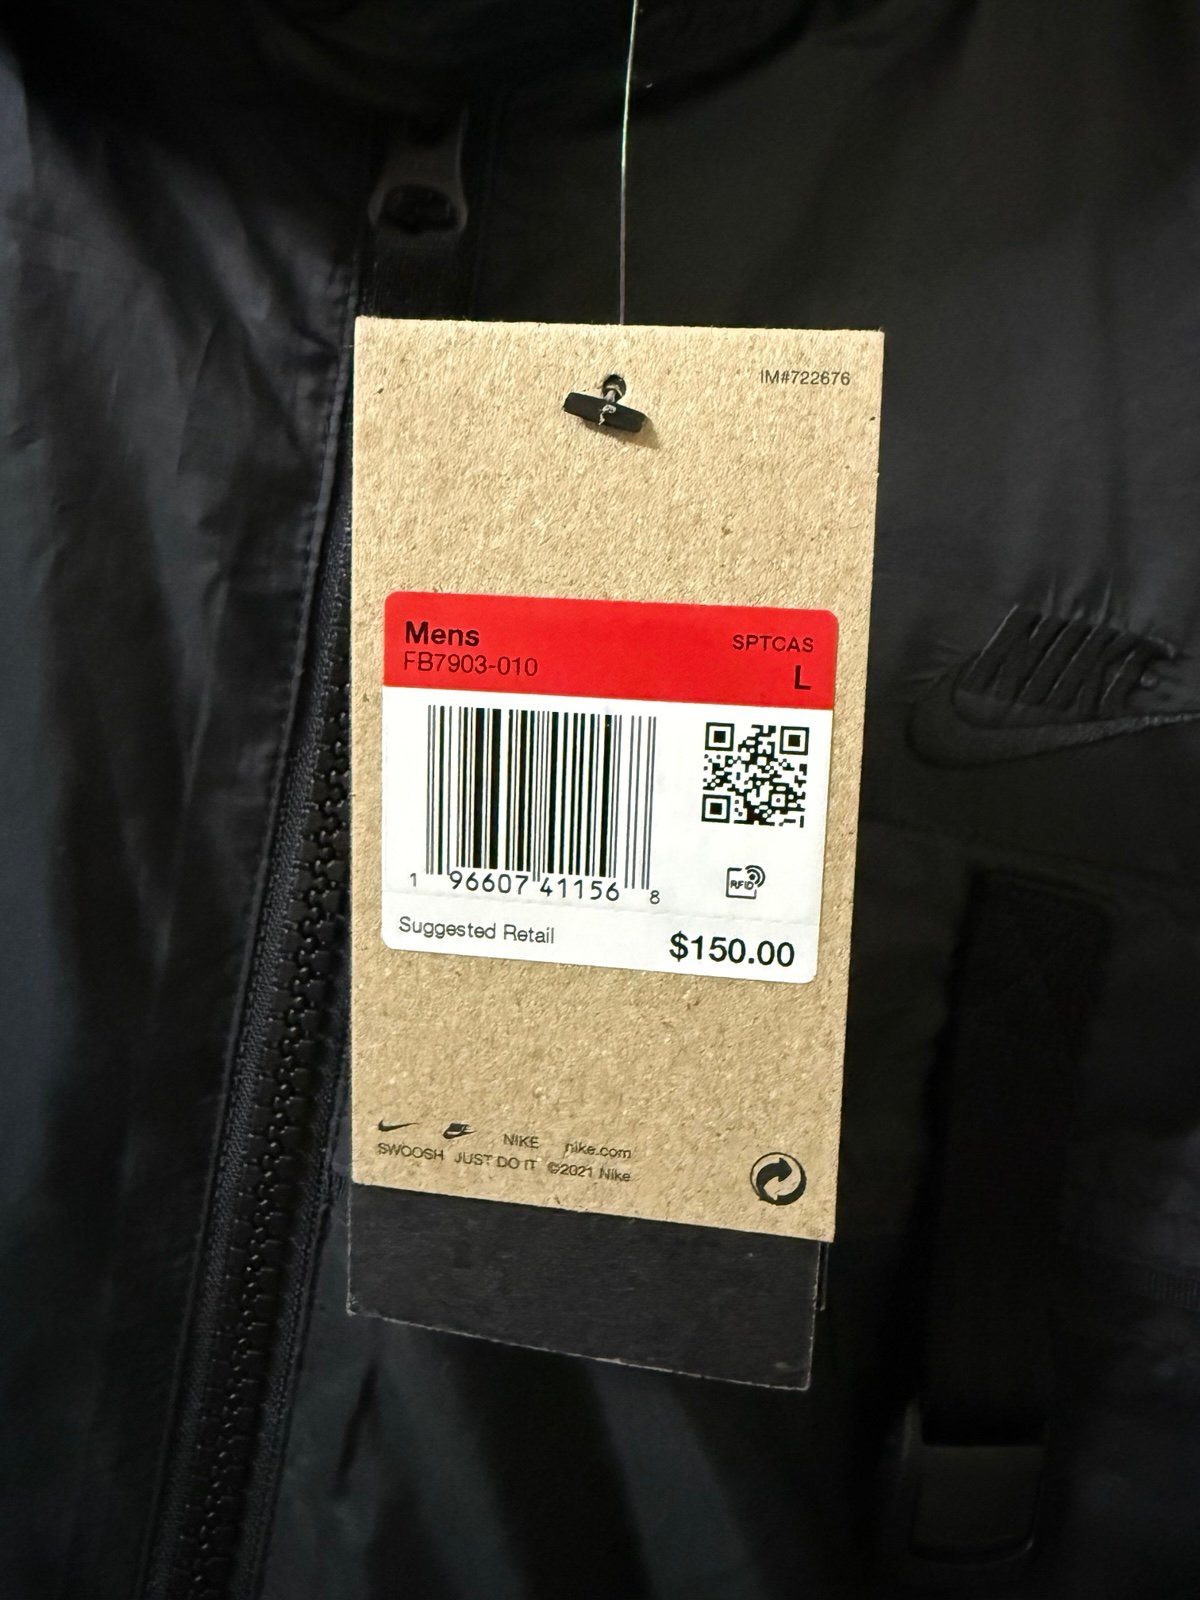 IM#722676
Mens SPTCAS
FB7903-010 L
1 96607 41156 8
RFID
Suggested Retail $150.00
NIKE nike.com
SWOOSH JUST DO IT ©2021 Nike